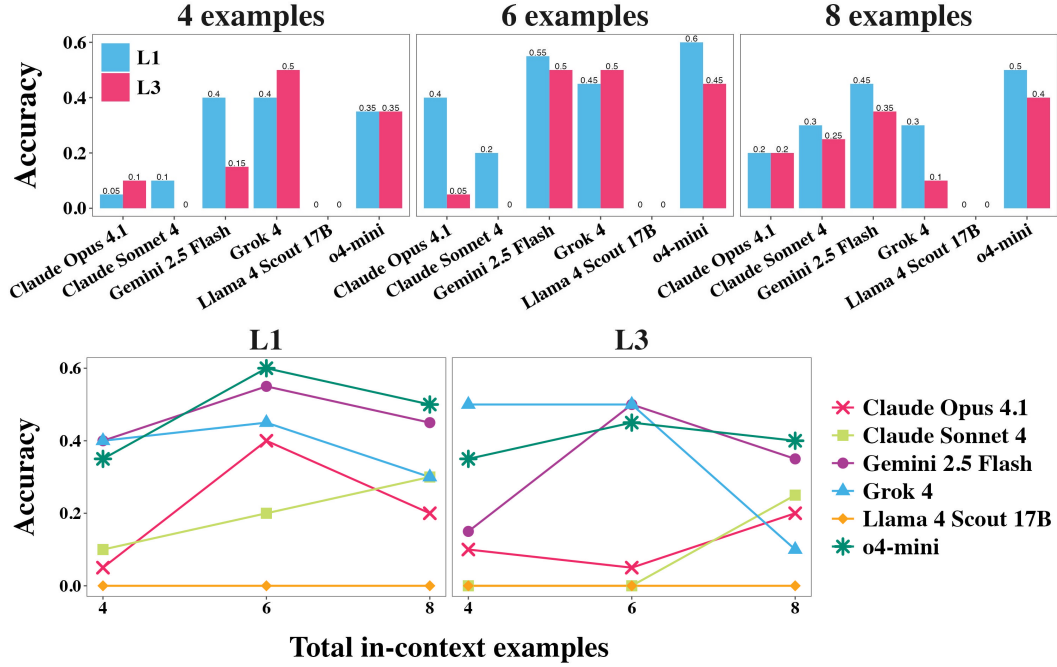 4 examples
6 examples
8 examples
Accuracy
0.6
0.4
0.2
0.0
L1
L3
0.05
0.1
0.1
0
0.4
0.15
0.4
0.5
0
0
0.35
0.35
0.4
0.05
0.2
0
0.55
0.5
0.45
0.5
0
0
0.6
0.45
0.2
0.2
0.3
0.25
0.45
0.35
0.3
0.1
0
0
0.5
0.4
Claude Opus 4.1
Claude Sonnet 4
Gemini 2.5 Flash
Grok 4
Llama 4 Scout 17B
o4-mini
Claude Opus 4.1
Claude Sonnet 4
Gemini 2.5 Flash
Grok 4
Llama 4 Scout 17B
o4-mini
Claude Opus 4.1
Claude Sonnet 4
Gemini 2.5 Flash
Grok 4
Llama 4 Scout 17B
o4-mini
L1
L3
Accuracy
0.6
0.4
0.2
0.0
4
6
8
4
6
8
Total in-context examples
Claude Opus 4.1
Claude Sonnet 4
Gemini 2.5 Flash
Grok 4
Llama 4 Scout 17B
o4-mini